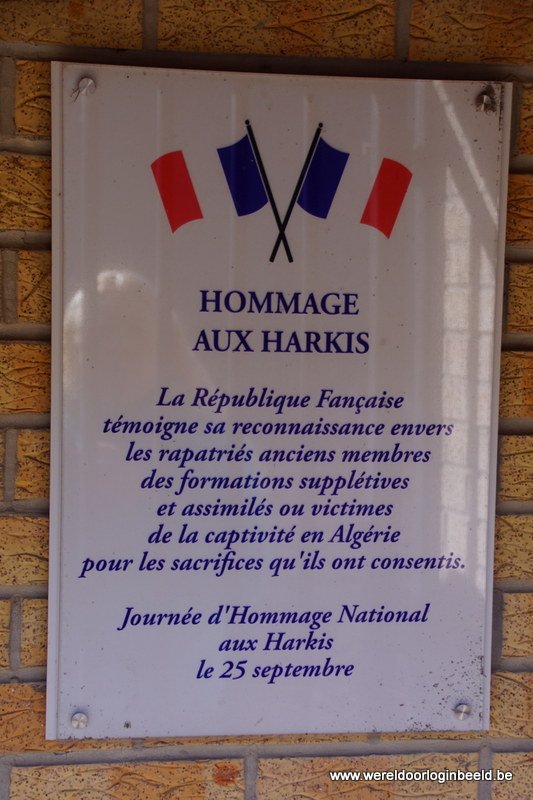 HOMMAGE
AUX HARKIS
La République Fançaise
témoigne sa reconnaissance envers
les rapatriés anciens membres
des formations supplétives
et assimilés ou victimes
de la captivité en Algérie
pour les sacrifices qu'ils ont consentis.
Journée d'Hommage National
aux Harkis
le 25 septembre
www.wereldoorloginbeeld.be